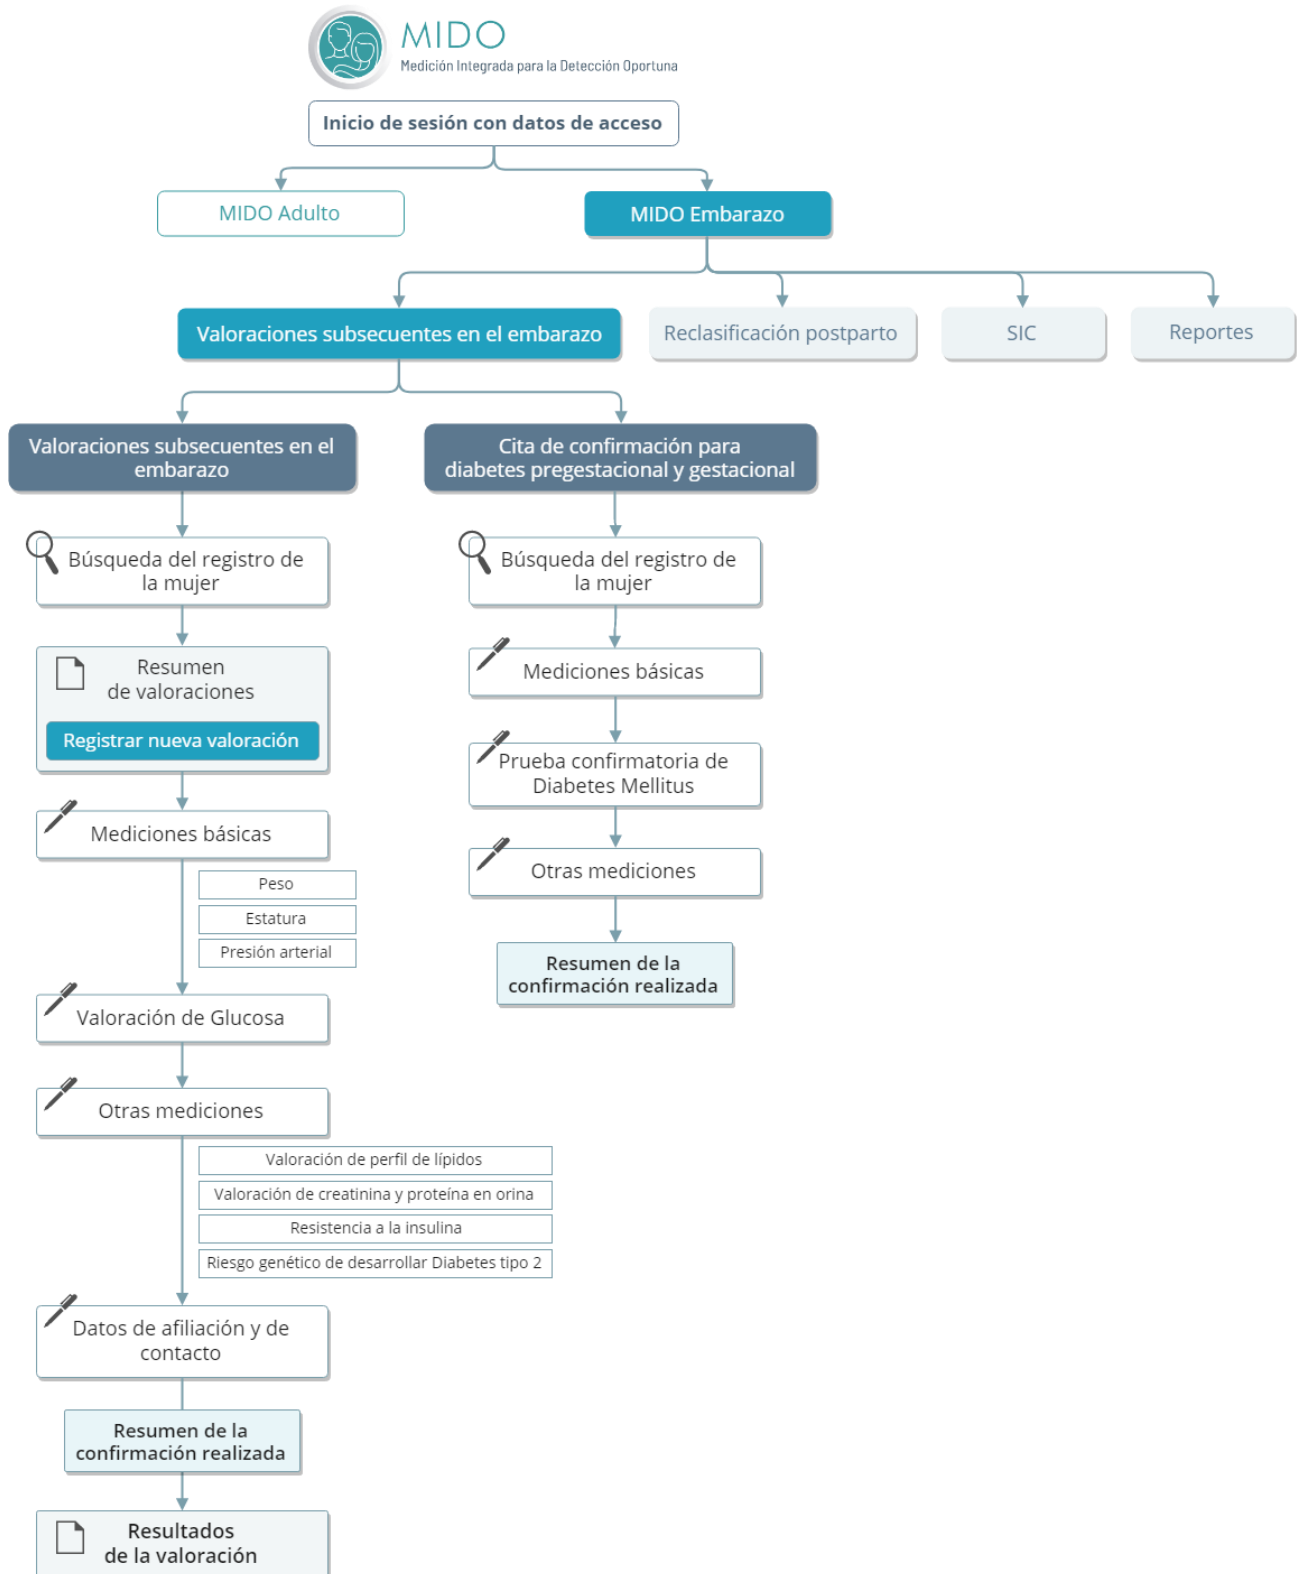 MIDO
Medición Integrada para la Detección Oportuna
Inicio de sesión con datos de acceso
MIDO Adulto
MIDO Embarazo
Valoraciones subsecuentes en el embarazo
Reclasificación postparto
SIC
Reportes
Valoraciones subsecuentes en el
embarazo
Cita de confirmación para
diabetes pregestacional y gestacional
Búsqueda del registro de
la mujer
Resumen
de valoraciones
Registrar nueva valoración
Mediciones básicas
Peso
Estatura
Presión arterial
Valoración de Glucosa
Otras mediciones
Valoración de perfil de lípidos
Valoración de creatinina y proteína en orina
Resistencia a la insulina
Riesgo genético de desarrollar Diabetes tipo 2
Datos de afiliación y de
contacto
Resumen de la
confirmación realizada
Resultados
de la valoración
Búsqueda del registro de
la mujer
Mediciones básicas
Prueba confirmatoria de
Diabetes Mellitus
Otras mediciones
Resumen de la
confirmación realizada